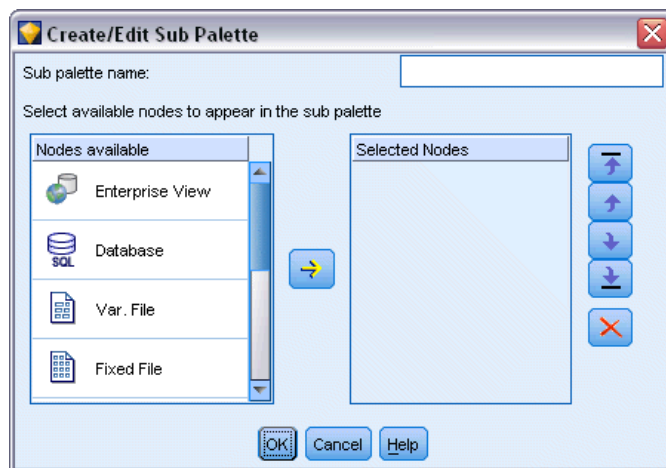 Create/Edit Sub Palette
Sub palette name:
Select available nodes to appear in the sub palette
Nodes available
Selected Nodes
Enterprise View
SQL
Database
Var. File
Fixed File
OK
Cancel
Help